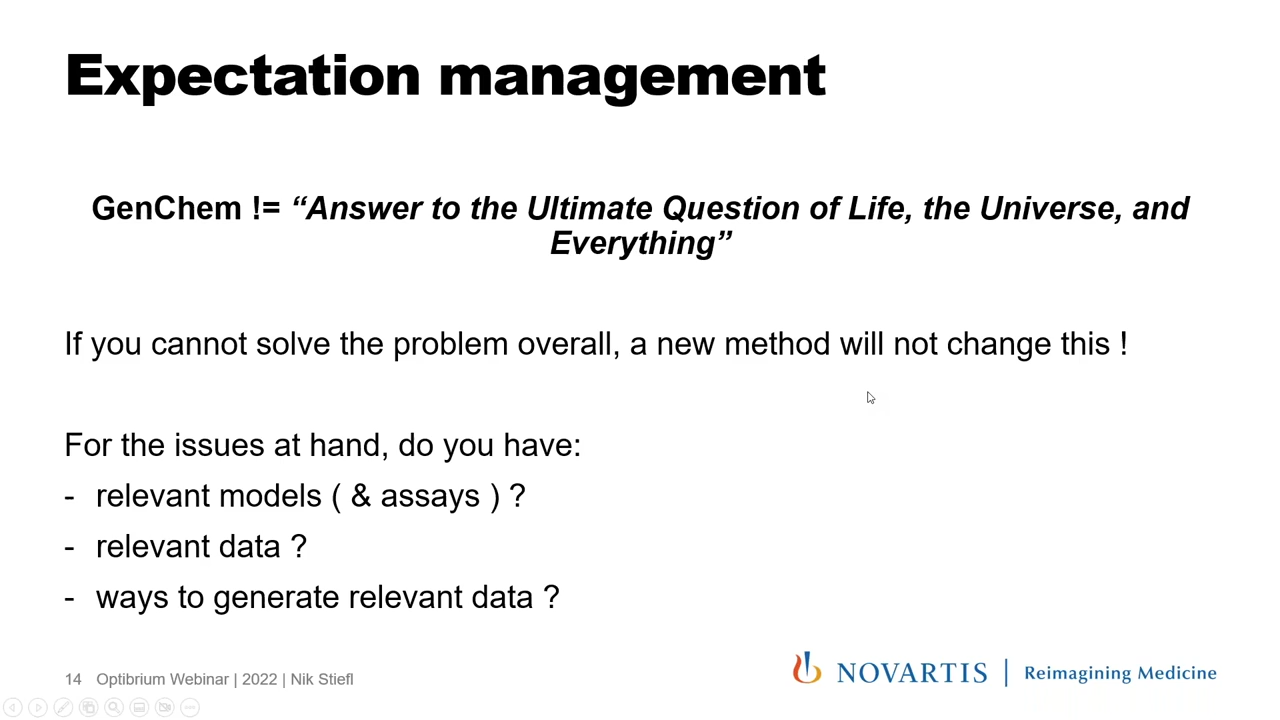 Expectation management
GenChem != “Answer to the Ultimate Question of Life, the Universe, and
Everything”
If you cannot solve the problem overall, a new method will not change this !
For the issues at hand, do you have:
- relevant models ( & assays ) ?
- relevant data ?
- ways to generate relevant data ?
14 Optibrium Webinar | 2022 | Nik Stiefl
NOVARTIS | Reimagining Medicine